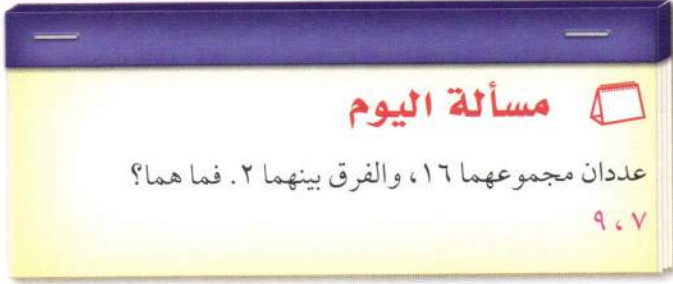 مسألة اليوم
عددان مجموعهما ١٦، والفرق بينهما ٢. فما هما؟
٧، ٩